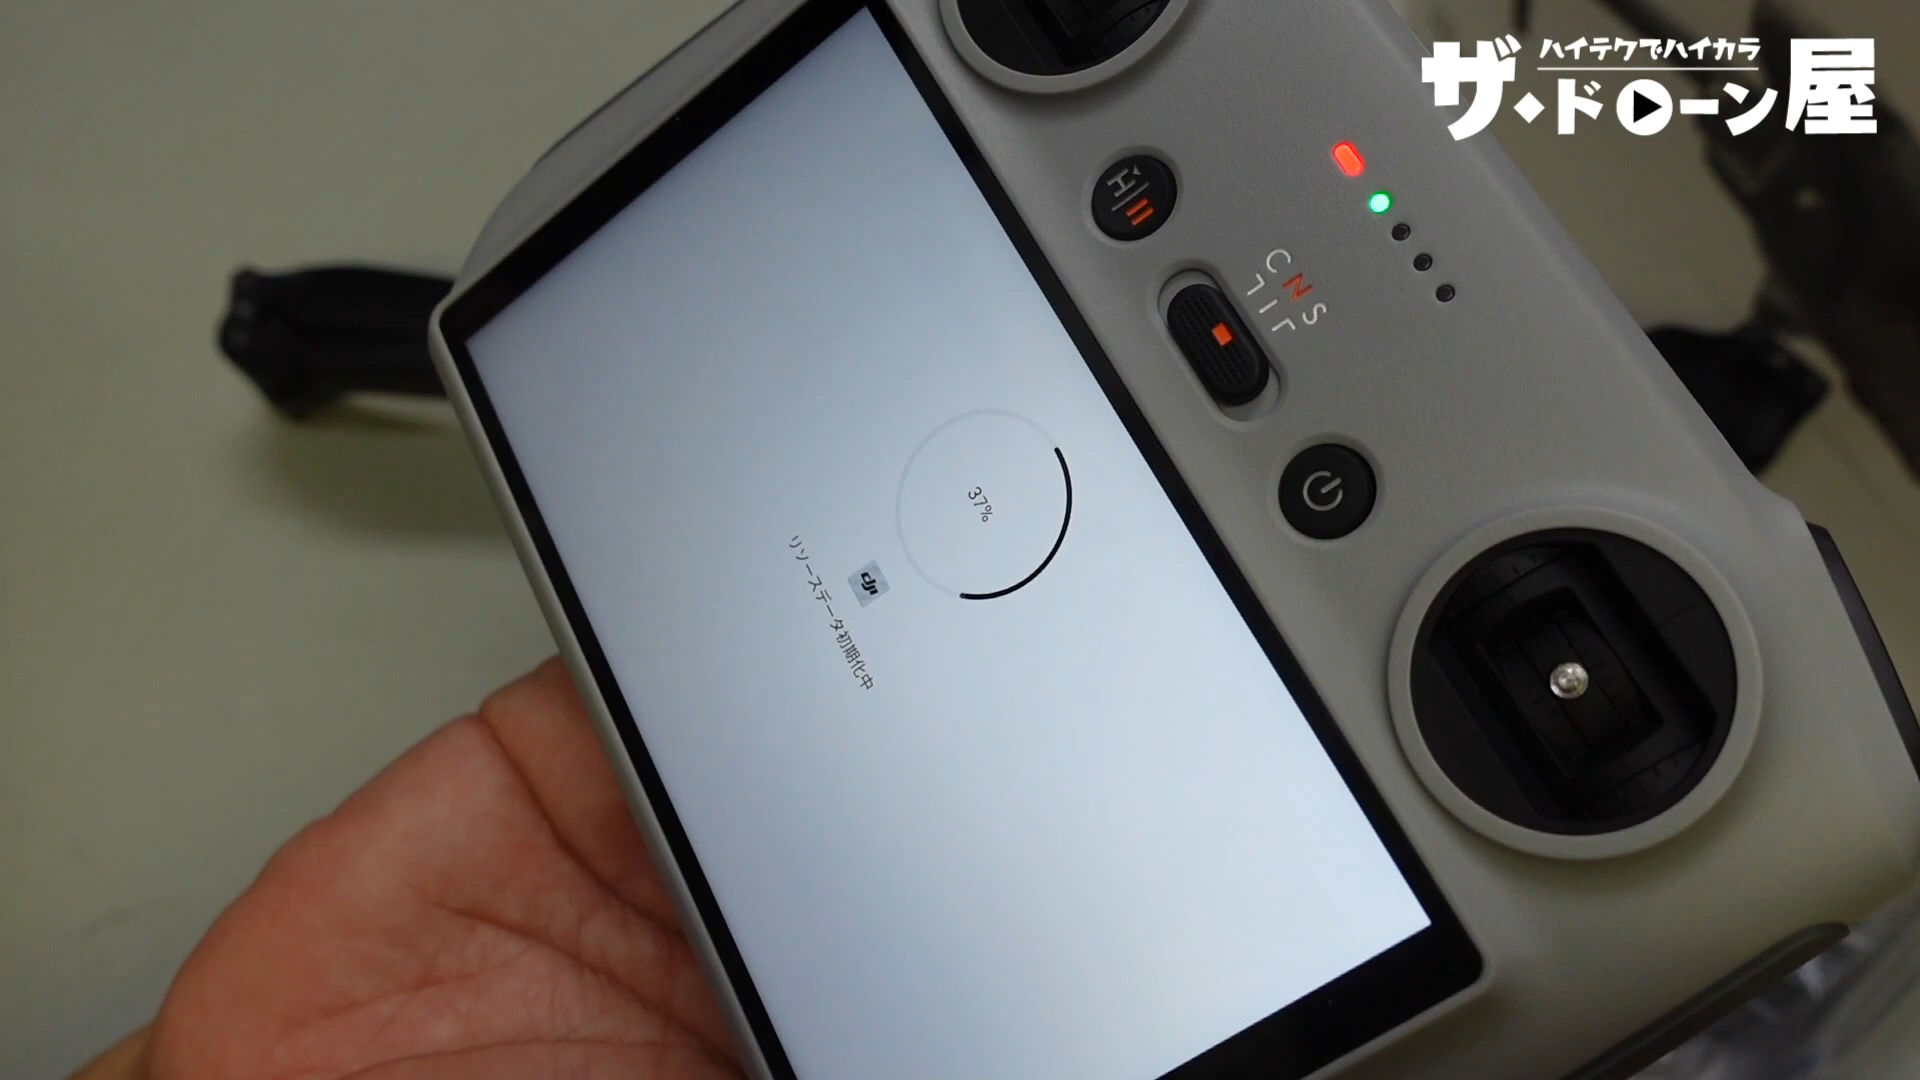 ハイテクでハイカラ
ザ・ドローン屋
C N S
37%
dji
リソースデータ初期化中